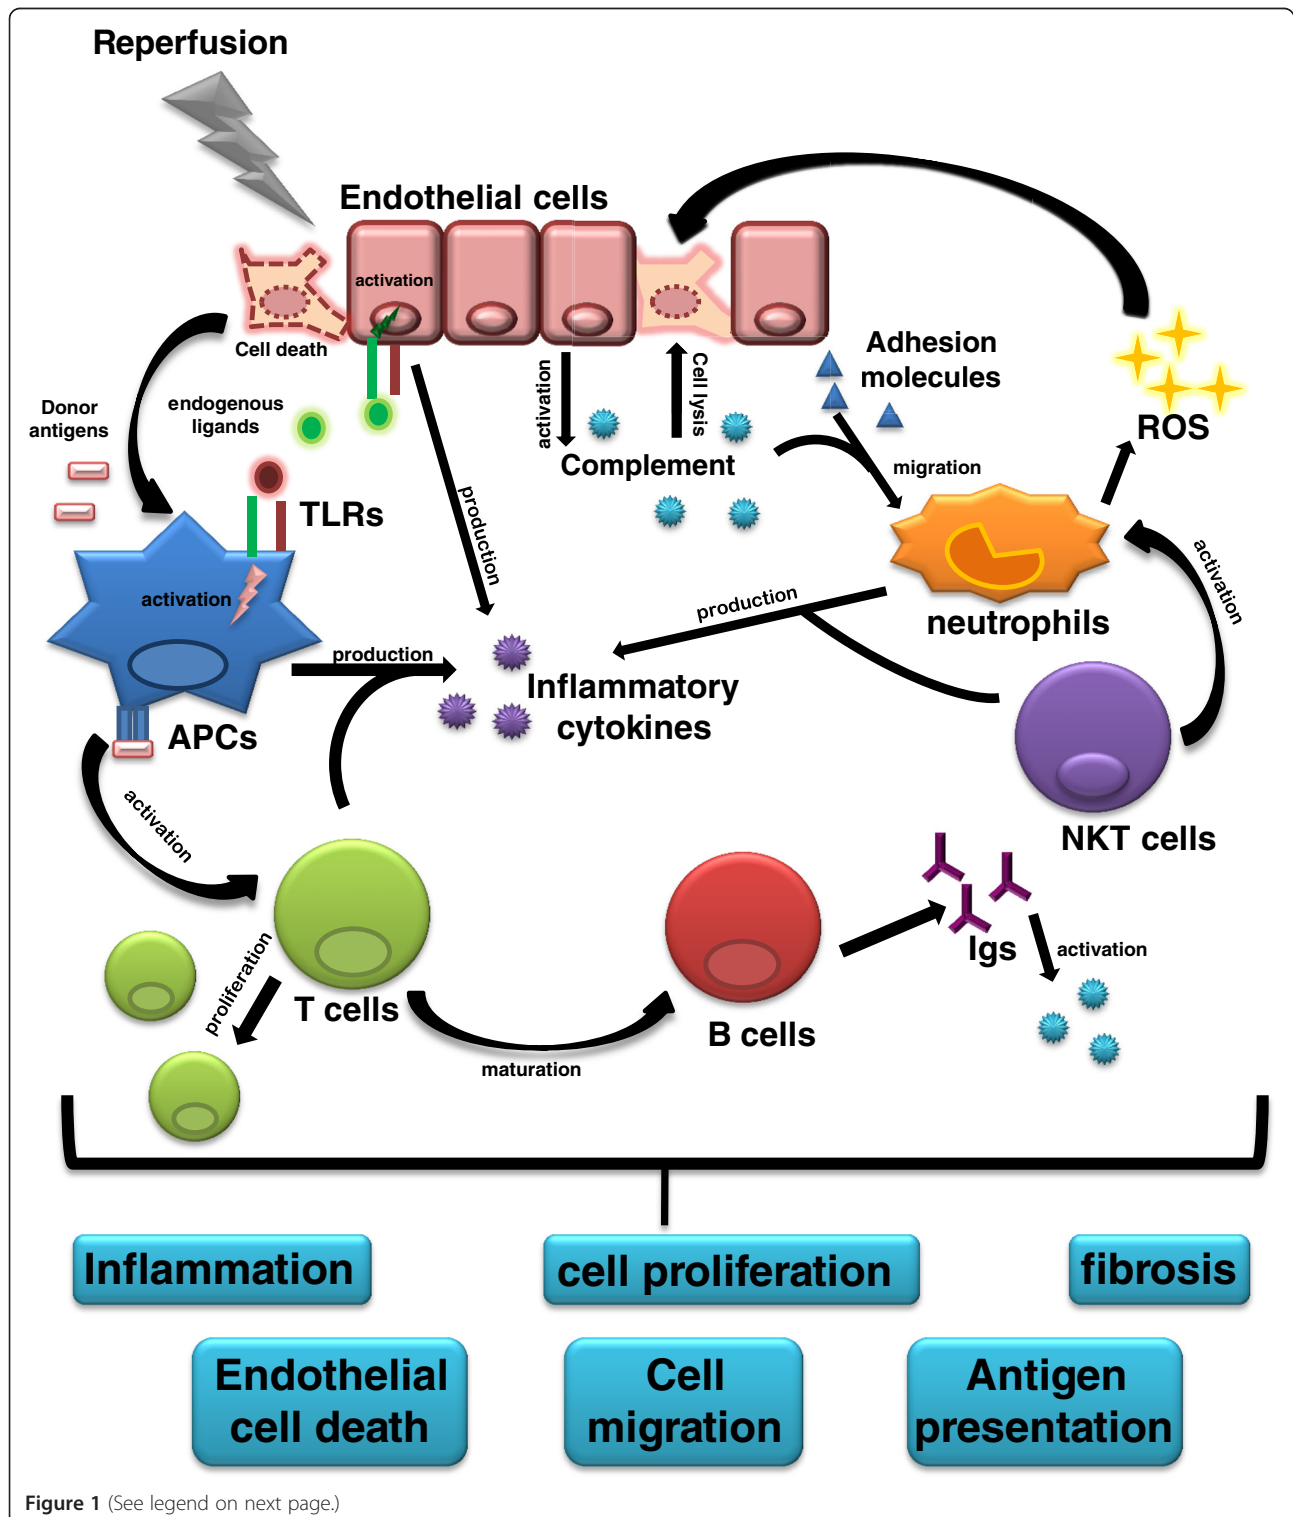 Reperfusion
Endothelial cells
activation
Cell death
Donor
antigens
endogenous
ligands
TLRs
activation
production
activation
Cell lysis
Complement
Adhesion
molecules
migration
ROS
neutrophils
activation
production
production
Inflammatory
cytokines
APCs
activation
NKT cells
T cells
proliferation
maturation
B cells
Igs
activation
Inflammation
cell proliferation
fibrosis
Endothelial
cell death
Cell
migration
Antigen
presentation
Figure 1 (See legend on next page.)